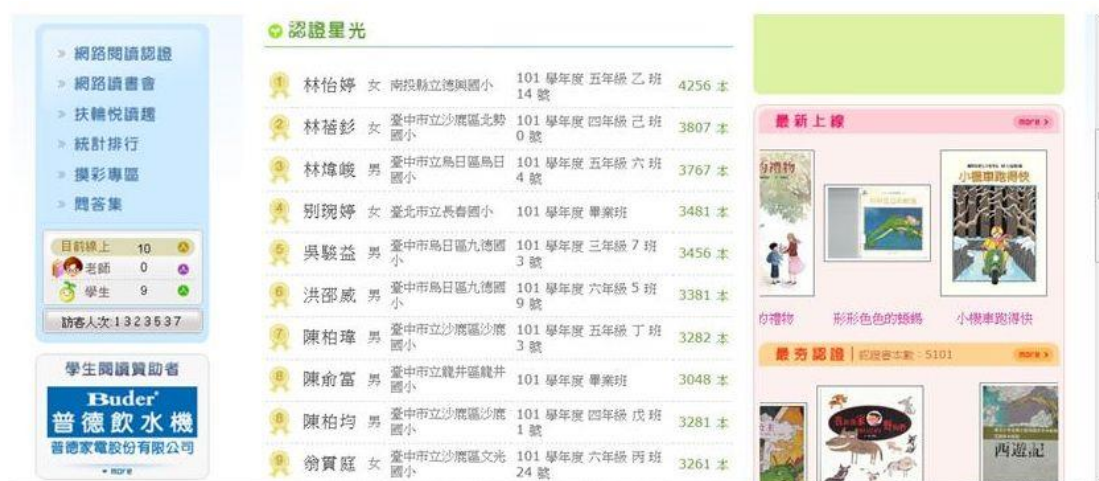 網路閱讀認證
網路讀書會
扶輪悅讀趣
統計排行
摸彩專區
問答集
目前線上 10
老師 0
學生 9
訪客人次:1323537
學生閱讀贊助者
Buder
普德飲水機
普德家電股份有限公司
more
認證星光
1 林怡婷 女 南投縣立德興國小 101 學年度 五年級 乙 班 14 號 4256 本
2 林蓓彣 女 臺中市立沙鹿區北勢國小 101 學年度 四年級 己 班 0 號 3807 本
3 林煒峻 男 臺中市立烏日區烏日國小 101 學年度 五年級 六 班 4 號 3767 本
4 别琬婷 女 臺北市立長春國小 101 學年度 畢業班 3481 本
5 吳駿益 男 臺中市烏日區九德國小 101 學年度 三年級 7 班 3 號 3456 本
6 洪邵威 男 臺中市烏日區九德國小 101 學年度 六年級 5 班 9 號 3381 本
7 陳柏瑋 男 臺中市立沙鹿區沙鹿國小 101 學年度 五年級 丁 班 3 號 3282 本
8 陳俞富 男 臺中市立龍井區龍井國小 101 學年度 畢業班 3048 本
8 陳柏均 男 臺中市立沙鹿區沙鹿國小 101 學年度 四年級 戊 班 1 號 3281 本
9 翁質庭 女 臺中市立沙鹿區文光國小 101 學年度 六年級 丙 班 24 號 3261 本
最新上線 more
的禮物
小機車跑得快
的禮物 形形色色的蜥蜴 小機車跑得快
最夯認證 | 認證書本數：5101 more
西遊記